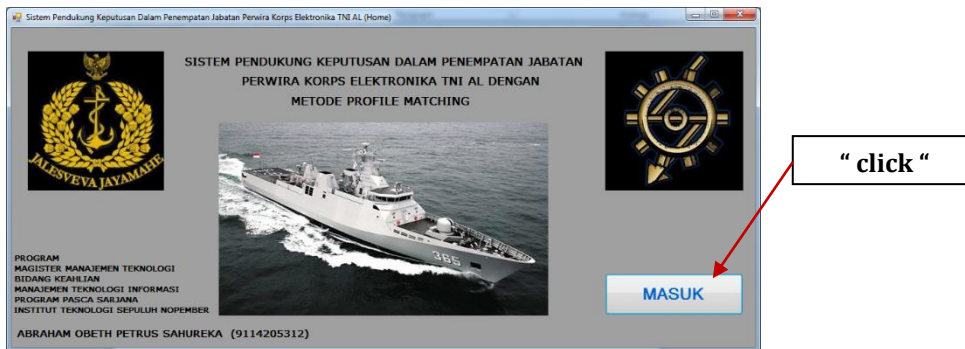 Sistem Pendukung Keputusan Dalam Penempatan Jabatan Perwira Korps Elektronika TNI AL (Home)
SISTEM PENDUKUNG KEPUTUSAN DALAM PENEMPATAN JABATAN
PERWIRA KORPS ELEKTRONIKA TNI AL DENGAN
METODE PROFILE MATCHING
JALESVEVA JAYAMAHE
365
“ click “
MASUK
PROGRAM
MAGISTER MANAJEMEN TEKNOLOGI
BIDANG KEAHLIAN
MANAJEMEN TEKNOLOGI INFORMASI
PROGRAM PASCA SARJANA
INSTITUT TEKNOLOGI SEPULUH NOPEMBER
ABRAHAM OBETH PETRUS SAHUREKA (9114205312)